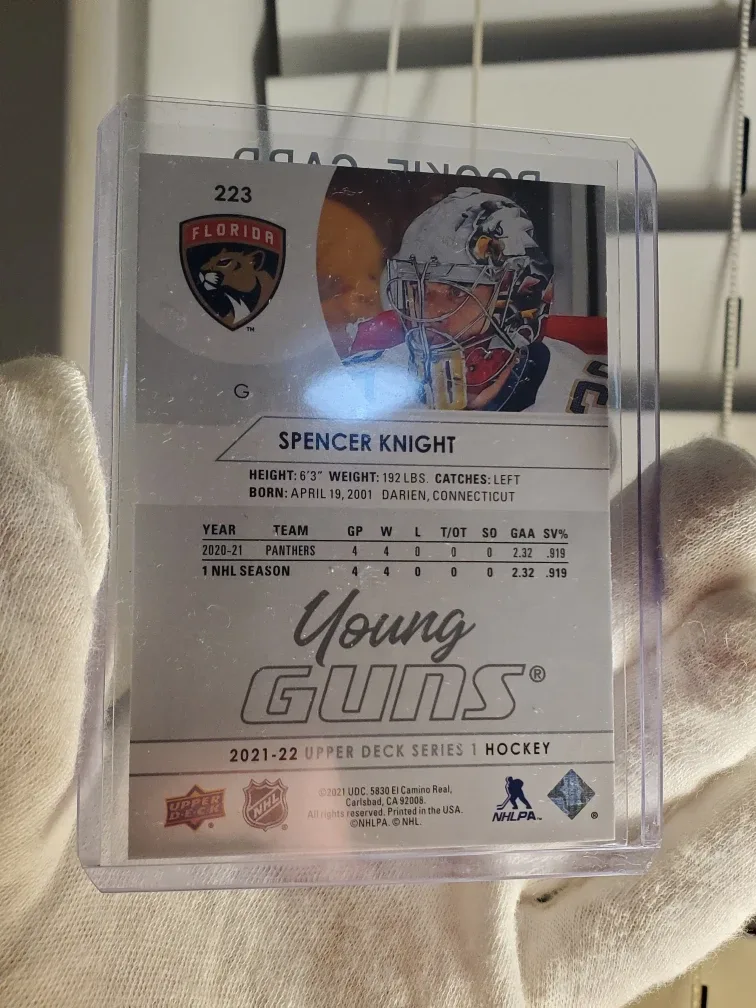 ROOKIE CARD
223
FLORIDA
TM
G
SPENCER KNIGHT
HEIGHT: 6'3" WEIGHT: 192 LBS. CATCHES: LEFT
BORN: APRIL 19, 2001 DARIEN, CONNECTICUT
YEAR TEAM GP W L T/OT SO GAA SV%
2020-21 PANTHERS 4 4 0 0 0 2.32 .919
1 NHL SEASON 4 4 0 0 0 2.32 .919
Young
GUNS®
2021-22 UPPER DECK SERIES 1 HOCKEY
UPPER
DECK
NHL
©2021 UDC. 5830 El Camino Real,
Carlsbad, CA 92008.
All rights reserved. Printed in the USA.
©NHLPA. © NHL.
NHLPA™
®